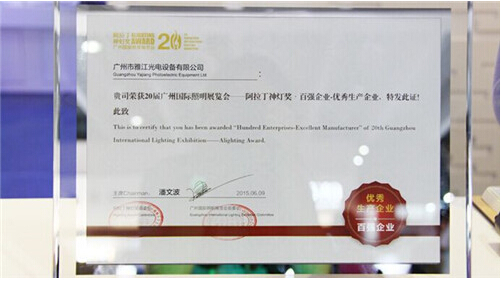 AWARD 20
广州市雅江光电设备有限公司
Guangzhou Yajiang Photoelectric Equipment Ltd
贵司荣获20届广州国际照明展览会——阿拉丁神灯奖·百强企业-优秀生产企业，特发此证!
此致
This is to certify that you has been awarded “Hundred Enterprises-Excellent Manufacturer” of 20th Guangzhou
International Lighting Exhibition——Alighting Award.
主席Chairman: 潘文波 2015.06.09
优秀
生产企业
百强企业